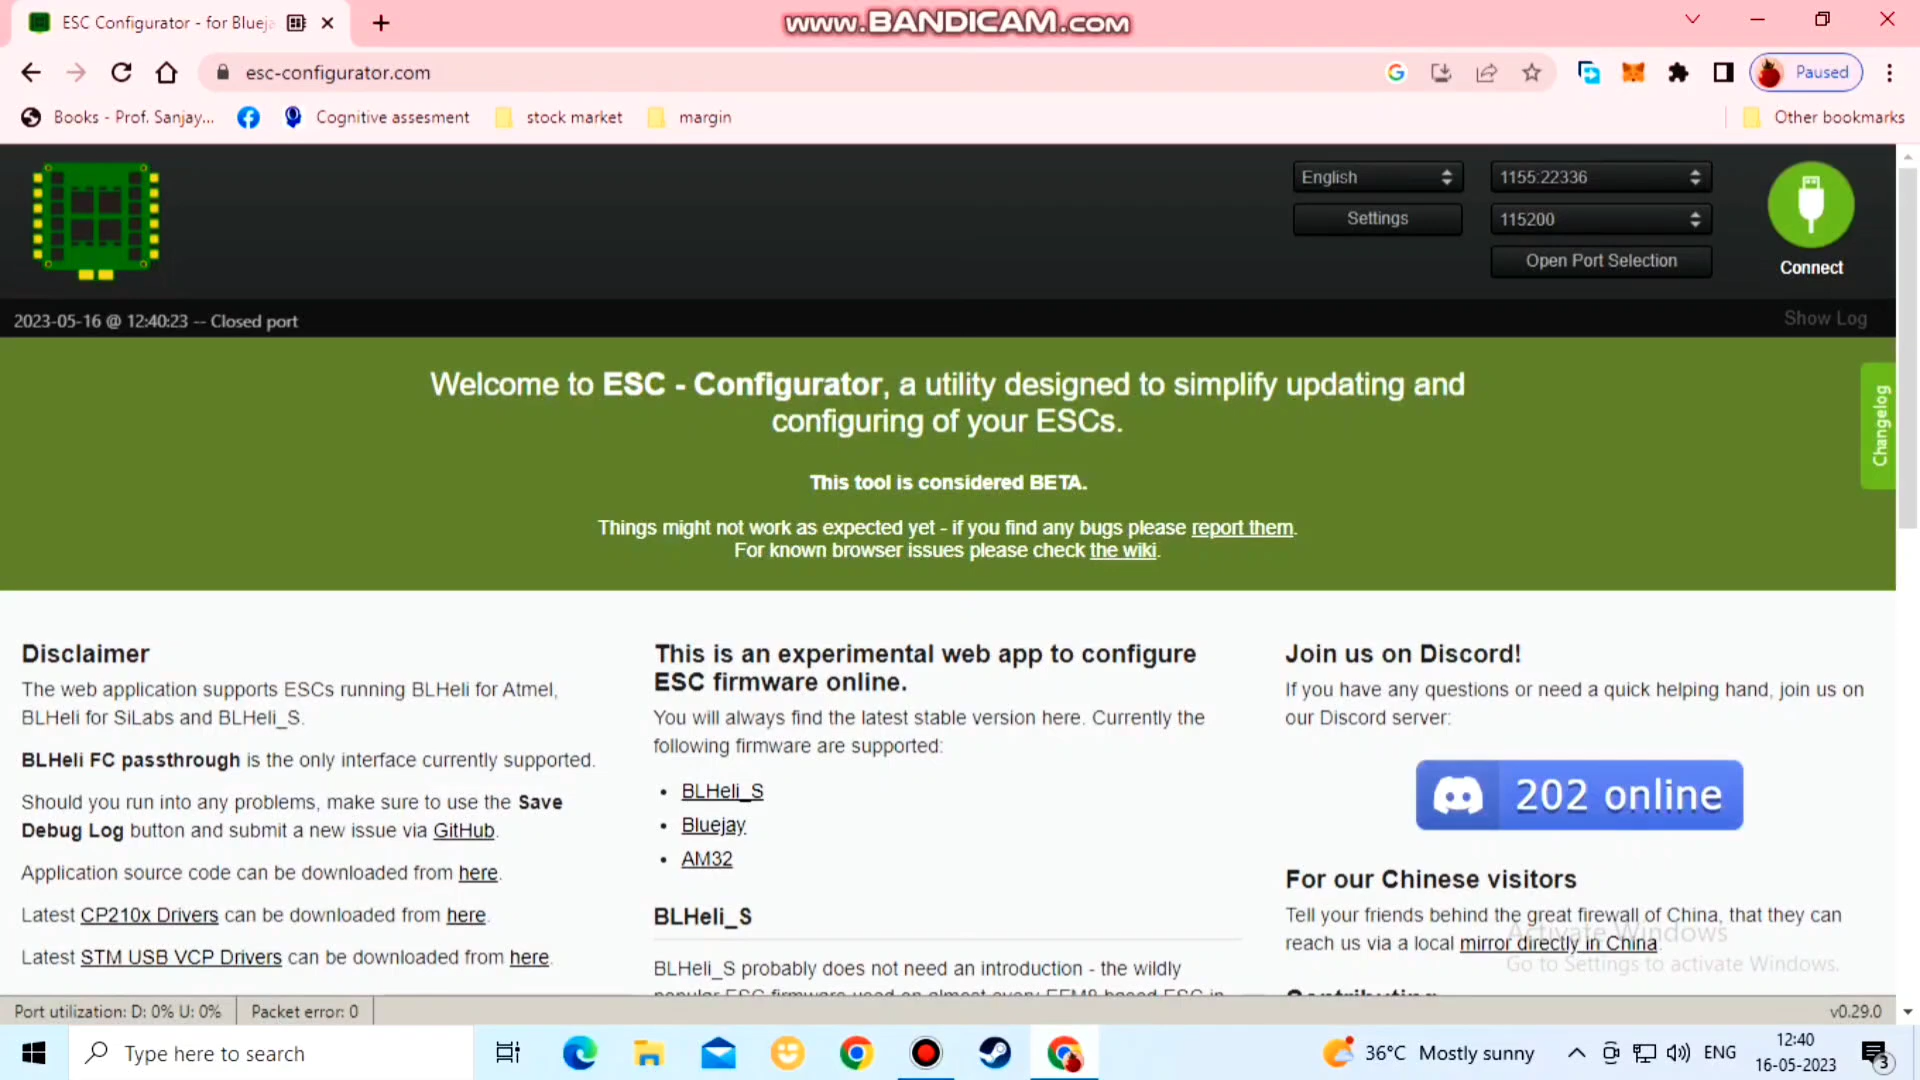 ESC Configurator - for Blueja
www.BANDICAM.com
esc-configurator.com
Paused
Books - Prof. Sanjay...
Cognitive assesment
stock market
margin
Other bookmarks
English
1155:22336
Settings
115200
Open Port Selection
Connect
2023-05-16 @ 12:40:23 -- Closed port
Show Log
Welcome to ESC - Configurator, a utility designed to simplify updating and
configuring of your ESCs.
This tool is considered BETA.
Things might not work as expected yet - if you find any bugs please report them.
For known browser issues please check the wiki.
Changelog
Disclaimer
The web application supports ESCs running BLHeli for Atmel,
BLHeli for SiLabs and BLHeli_S.
BLHeli FC passthrough is the only interface currently supported.
Should you run into any problems, make sure to use the Save
Debug Log button and submit a new issue via GitHub.
Application source code can be downloaded from here.
Latest CP210x Drivers can be downloaded from here.
Latest STM USB VCP Drivers can be downloaded from here.
This is an experimental web app to configure
ESC firmware online.
You will always find the latest stable version here. Currently the
following firmware are supported:
• BLHeli_S
• Bluejay
• AM32
BLHeli_S
BLHeli_S probably does not need an introduction - the wildly
popular ESC firmware used on almost every EFM8 based ESC in
Join us on Discord!
If you have any questions or need a quick helping hand, join us on
our Discord server:
202 online
For our Chinese visitors
Tell your friends behind the great firewall of China, that they can
reach us via a local mirror directly in China.
Contributing
Activate Windows
Go to Settings to activate Windows.
Port utilization: D: 0% U: 0%
Packet error: 0
v0.29.0
Type here to search
36°C Mostly sunny
ENG
12:40
16-05-2023
3